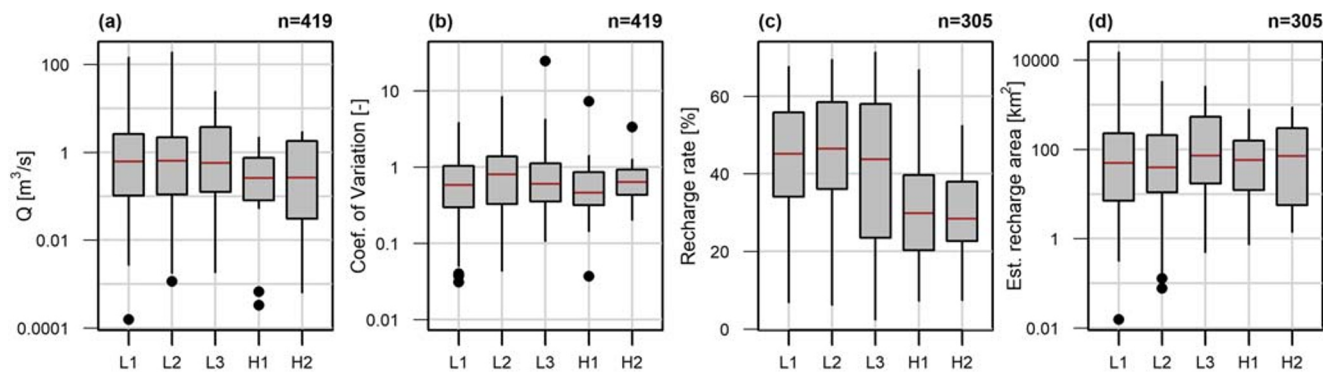 (a) n=419
Q [m³/s]
100
1
0.01
0.0001
L1 L2 L3 H1 H2
(b) n=419
Coef. of Variation [-]
10
1
0.1
0.01
L1 L2 L3 H1 H2
(c) n=305
Recharge rate [%]
60
40
20
0
L1 L2 L3 H1 H2
(d) n=305
Est. recharge area [km²]
10000
100
1
0.01
L1 L2 L3 H1 H2